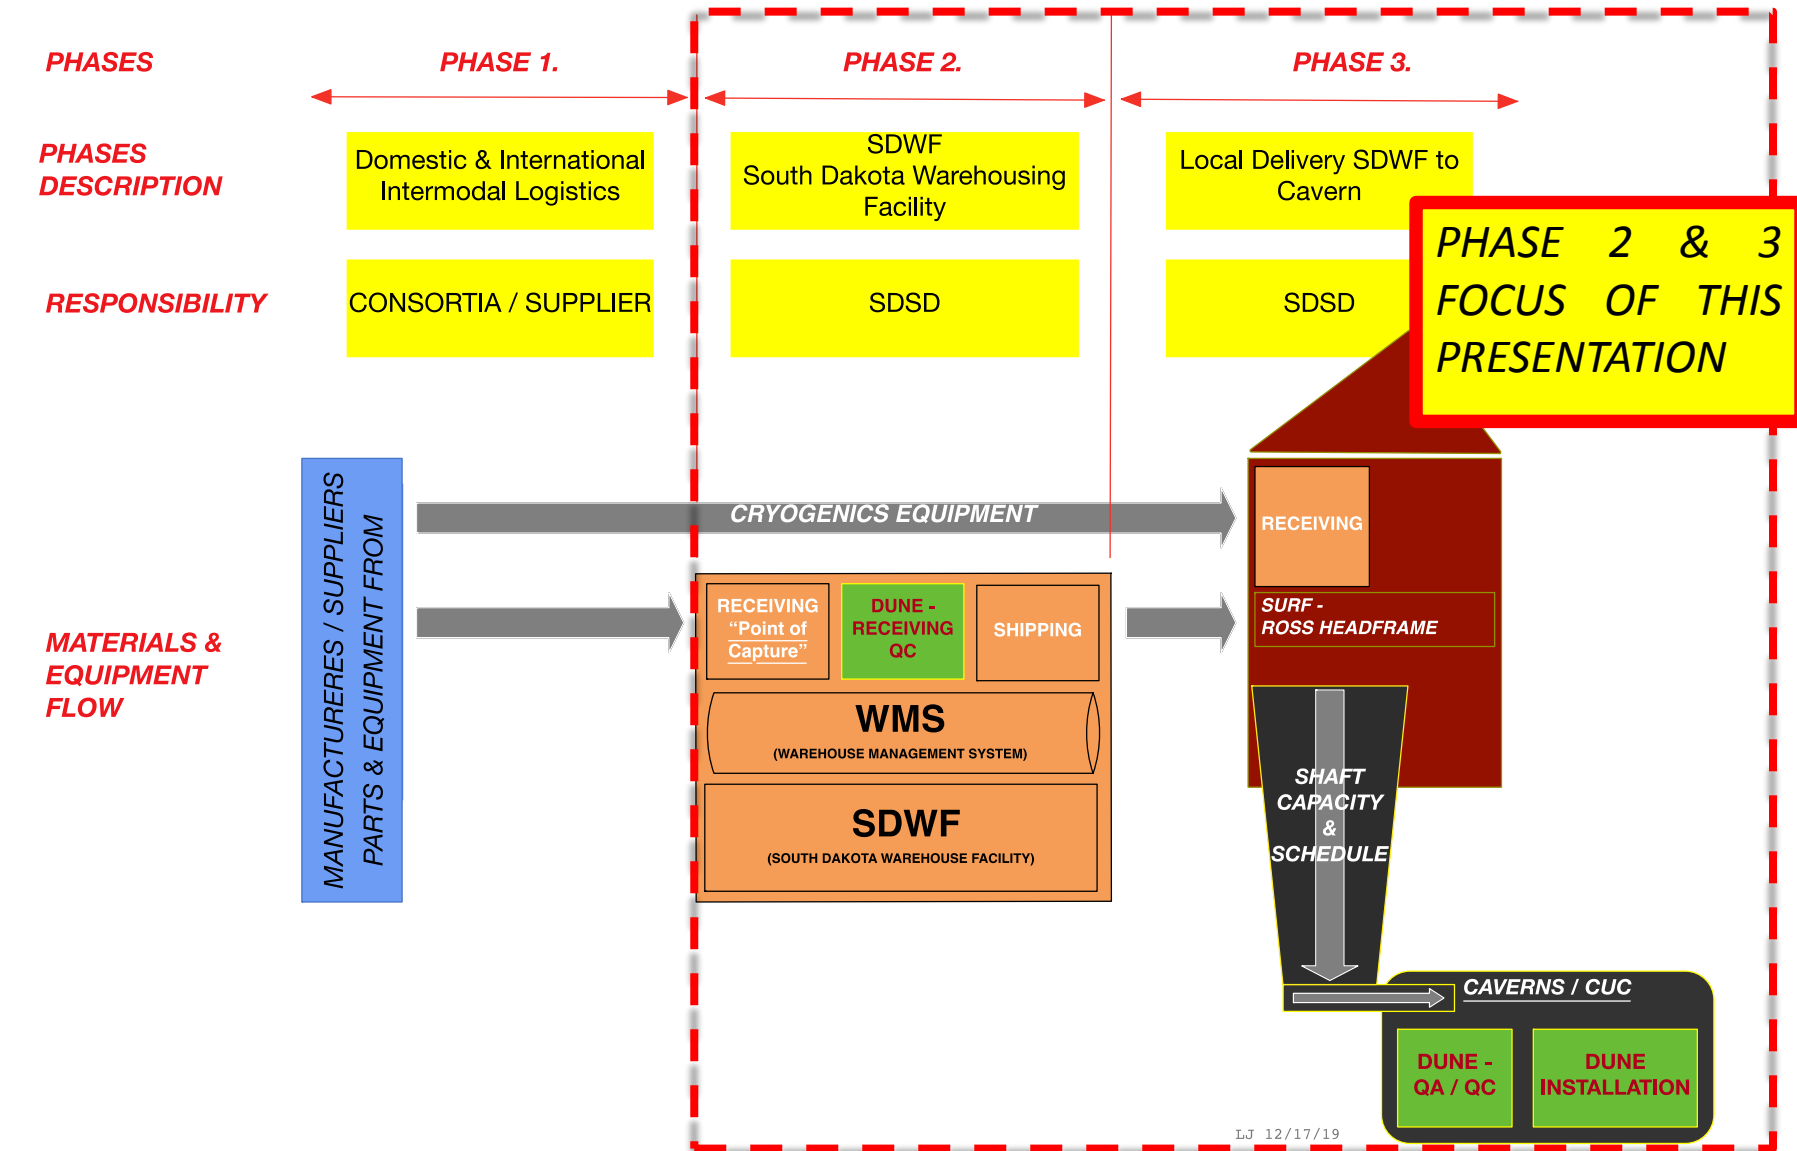 PHASES
PHASE 1.
PHASE 2.
PHASE 3.
PHASES
DESCRIPTION
Domestic & International
Intermodal Logistics
SDWF
South Dakota Warehousing
Facility
Local Delivery SDWF to
Cavern
PHASE 2 & 3
FOCUS OF THIS
PRESENTATION
RESPONSIBILITY
CONSORTIA / SUPPLIER
SDSD
SDSD
MATERIALS &
EQUIPMENT
FLOW
MANUFACTURERES / SUPPLIERS
PARTS & EQUIPMENT FROM
CRYOGENICS EQUIPMENT
RECEIVING
"Point of
Capture"
DUNE -
RECEIVING
QC
SHIPPING
WMS
(WAREHOUSE MANAGEMENT SYSTEM)
SDWF
(SOUTH DAKOTA WAREHOUSE FACILITY)
RECEIVING
SURF -
ROSS HEADFRAME
SHAFT
CAPACITY
&
SCHEDULE
CAVERNS / CUC
DUNE -
QA / QC
DUNE
INSTALLATION
LJ 12/17/19